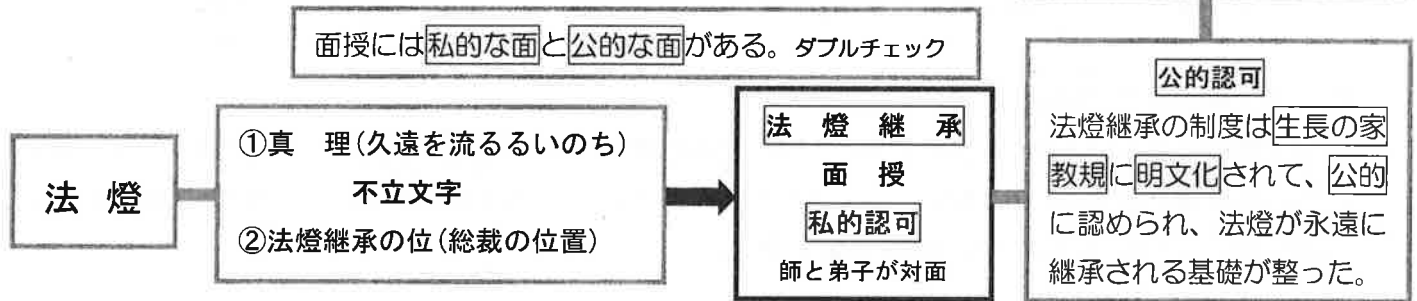 面授には私的な面と公的な面がある。ダブルチェック
法 燈
①真 理(久遠を流るるいのち)
不立文字
②法燈継承の位(総裁の位置)
法 燈 継 承
面 授
私的認可
師と弟子が対面
公的認可
法燈継承の制度は生長の家
教規に明文化されて、公的
に認められ、法燈が永遠に
継承される基礎が整った。